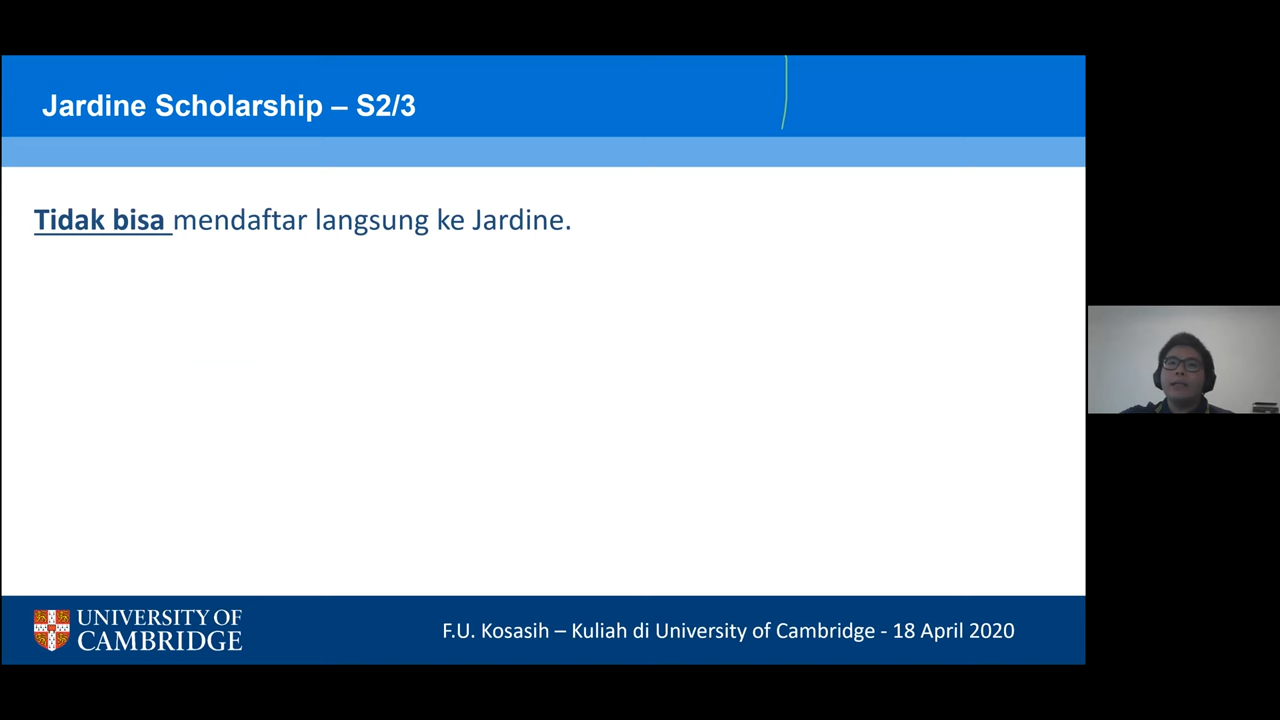 Jardine Scholarship – S2/3
Tidak bisa mendaftar langsung ke Jardine.
UNIVERSITY OF
CAMBRIDGE
F.U. Kosasih – Kuliah di University of Cambridge - 18 April 2020